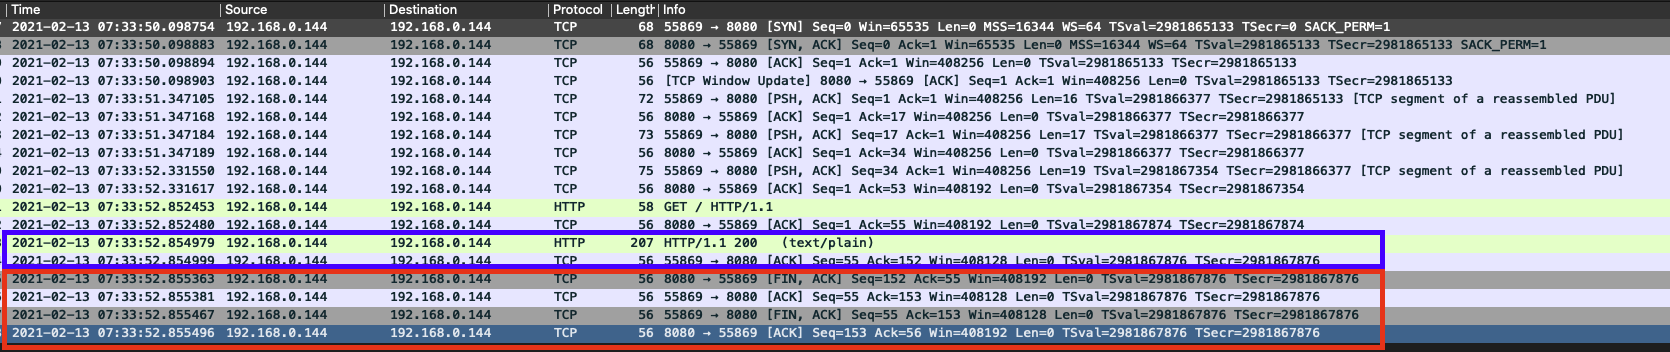 Time Source Destination Protocol Length Info
2021-02-13 07:33:50.098754 192.168.0.144 192.168.0.144 TCP 68 55869 → 8080 [SYN] Seq=0 Win=65535 Len=0 MSS=16344 WS=64 TSval=2981865133 TSecr=0 SACK_PERM=1
2021-02-13 07:33:50.098883 192.168.0.144 192.168.0.144 TCP 68 8080 → 55869 [SYN, ACK] Seq=0 Ack=1 Win=65535 Len=0 MSS=16344 WS=64 TSval=2981865133 TSecr=2981865133 SACK_PERM=1
2021-02-13 07:33:50.098894 192.168.0.144 192.168.0.144 TCP 56 55869 → 8080 [ACK] Seq=1 Ack=1 Win=408256 Len=0 TSval=2981865133 TSecr=2981865133
2021-02-13 07:33:50.098903 192.168.0.144 192.168.0.144 TCP 56 [TCP Window Update] 8080 → 55869 [ACK] Seq=1 Ack=1 Win=408256 Len=0 TSval=2981865133 TSecr=2981865133
2021-02-13 07:33:51.347105 192.168.0.144 192.168.0.144 TCP 72 55869 → 8080 [PSH, ACK] Seq=1 Ack=1 Win=408256 Len=16 TSval=2981866377 TSecr=2981865133 [TCP segment of a reassembled PDU]
2021-02-13 07:33:51.347168 192.168.0.144 192.168.0.144 TCP 56 8080 → 55869 [ACK] Seq=1 Ack=17 Win=408256 Len=0 TSval=2981866377 TSecr=2981866377
2021-02-13 07:33:51.347184 192.168.0.144 192.168.0.144 TCP 73 55869 → 8080 [PSH, ACK] Seq=17 Ack=1 Win=408256 Len=17 TSval=2981866377 TSecr=2981866377 [TCP segment of a reassembled PDU]
2021-02-13 07:33:51.347189 192.168.0.144 192.168.0.144 TCP 56 8080 → 55869 [ACK] Seq=1 Ack=34 Win=408256 Len=0 TSval=2981866377 TSecr=2981866377
2021-02-13 07:33:52.331550 192.168.0.144 192.168.0.144 TCP 75 55869 → 8080 [PSH, ACK] Seq=34 Ack=1 Win=408256 Len=19 TSval=2981867354 TSecr=2981866377 [TCP segment of a reassembled PDU]
2021-02-13 07:33:52.331617 192.168.0.144 192.168.0.144 TCP 56 8080 → 55869 [ACK] Seq=1 Ack=53 Win=408192 Len=0 TSval=2981867354 TSecr=2981867354
2021-02-13 07:33:52.852453 192.168.0.144 192.168.0.144 HTTP 58 GET / HTTP/1.1
2021-02-13 07:33:52.852480 192.168.0.144 192.168.0.144 TCP 56 8080 → 55869 [ACK] Seq=1 Ack=55 Win=408192 Len=0 TSval=2981867874 TSecr=2981867874
2021-02-13 07:33:52.854979 192.168.0.144 192.168.0.144 HTTP 207 HTTP/1.1 200 (text/plain)
2021-02-13 07:33:52.854999 192.168.0.144 192.168.0.144 TCP 56 55869 → 8080 [ACK] Seq=55 Ack=152 Win=408128 Len=0 TSval=2981867876 TSecr=2981867876
2021-02-13 07:33:52.855363 192.168.0.144 192.168.0.144 TCP 56 8080 → 55869 [FIN, ACK] Seq=152 Ack=55 Win=408192 Len=0 TSval=2981867876 TSecr=2981867876
2021-02-13 07:33:52.855381 192.168.0.144 192.168.0.144 TCP 56 55869 → 8080 [ACK] Seq=55 Ack=153 Win=408128 Len=0 TSval=2981867876 TSecr=2981867876
2021-02-13 07:33:52.855467 192.168.0.144 192.168.0.144 TCP 56 55869 → 8080 [FIN, ACK] Seq=55 Ack=153 Win=408128 Len=0 TSval=2981867876 TSecr=2981867876
2021-02-13 07:33:52.855496 192.168.0.144 192.168.0.144 TCP 56 8080 → 55869 [ACK] Seq=153 Ack=56 Win=408192 Len=0 TSval=2981867876 TSecr=2981867876